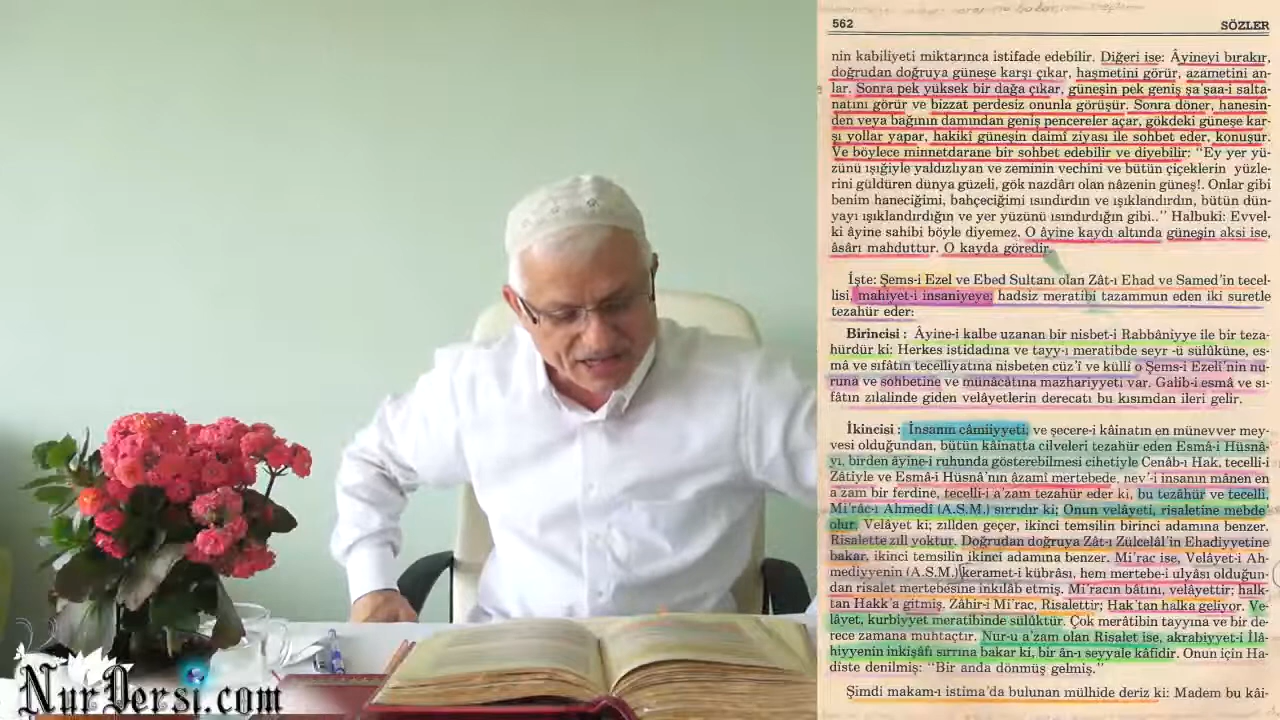 562 SÖZLER
nin kabiliyeti miktarınca istifade edebilir. Diğeri ise: Âyineyi bırakır,
doğrudan doğruya güneşe karşı çıkar, haşmetini görür, azametini an-
lar. Sonra pek yüksek bir dağa çıkar, güneşin pek geniş şa'şaa-i salta-
natını görür ve bizzat perdesiz onunla görüşür. Sonra döner, hanesin-
den veya bağının damından geniş pencereler açar, gökdeki güneşe kar-
şı yollar yapar, hakikî güneşin daimî ziyası ile sohbet eder, konuşur.
Ve böylece minnetdarane bir sohbet edebilir ve diyebilir: "Ey yer yü-
zünü ışığiyle yaldızlıyan ve zeminin vechini ve bütün çiçeklerin yüzle-
rini güldüren dünya güzeli, gök nazdârı olan nâzenin güneş!. Onlar gibi
benim haneciğimi, bahçeciğimi ısındırdın ve ışıklandırdın, bütün dün-
yayı ışıklandırdığın ve yer yüzünü ısındırdığın gibi.." Halbuki: Evvel-
ki âyine sahibi böyle diyemez. O âyine kaydı altında güneşin aksi ise,
âsârı mahduttur. O kayda göredir.
İşte: Şems-i Ezel ve Ebed Sultanı olan Zât-ı Ehad ve Samed'in tecel-
lisi, mahiyet-i insaniyeye; hadsiz meratibi tazammun eden iki suretle
tezahür eder:
Birincisi : Âyine-i kalbe uzanan bir nisbet-i Rabbâniyye ile bir teza-
hürdür ki: Herkes istidadına ve tayy-ı meratibde seyr -ü sülûküne, es-
mâ ve sıfâtın tecelliyatına nisbeten cüz'î ve küllî o Şems-i Ezelî'nin nu-
runa ve sohbetine ve münâcâtına mazhariyyeti var. Galib-i esmâ ve sı-
fâtın zılalinde giden velâyetlerin derecatı bu kısımdan ileri gelir.
İkincisi : İnsanın câmiiyyeti, ve şecere-i kâinatın en münevver mey-
vesi olduğundan, bütün kâinatta cilveleri tezahür eden Esmâ-i Hüsnâ-
yı, birden âyine-i ruhunda gösterebilmesi cihetiyle Cenâb-ı Hak, tecelli-i
Zâtiyle ve Esmâ-i Hüsnâ'nın âzamî mertebede, nev'-i insanın mânen en
a'zam bir ferdine, tecellî-i a'zam tezahür eder ki, bu tezâhür ve tecelli,
Mi'râc-ı Ahmedî (A.S.M.) sırrıdır ki; Onun velâyeti, risaletine mebde'
olur. Velâyet ki; zıllden geçer, ikinci temsilin birinci adamına benzer.
Risalette zıll yoktur. Doğrudan doğruya Zât-ı Zülcelâl'in Ehadiyyetine
bakar, ikinci temsilin ikinci adamına benzer. Mi'rac ise, Velâyet-i Ah-
mediyyenin (A.S.M.) keramet-i kübrâsı, hem mertebe-i ulyâsı olduğun-
dan risalet mertebesine inkılâb etmiş. Mi'racın bâtını, velâyettir; halk-
tan Hakk'a gitmiş. Zâhir-i Mi'rac, Risalettir; Hak'tan halka geliyor. Ve-
lâyet, kurbiyyet meratibinde sülûktür. Çok merâtibin tayyına ve bir de-
rece zamana muhtaçtır. Nur-u a'zam olan Risalet ise, akrabiyyet-i İlâ-
hiyyenin inkişâfı sırrına bakar ki, bir ân-ı seyyale kâfidir. Onun için Ha-
diste denilmiş: "Bir anda dönmüş gelmiş."
Şimdi makam-ı istima'da bulunan mülhide deriz ki: Madem bu kâi-
NurDersi.com